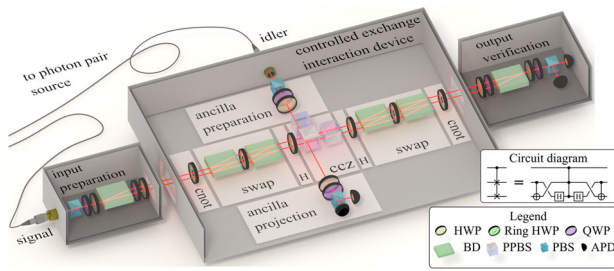 to photon pair
source
idler
controlled exchange
interaction device
output
verification
ancilla
preparation
input
preparation
signal
cnot
swap
H
ccz
H
swap
cnot
ancilla
projection
Circuit diagram
=
H
H
Legend
HWP
Ring HWP
QWP
BD
PPBS
PBS
APD